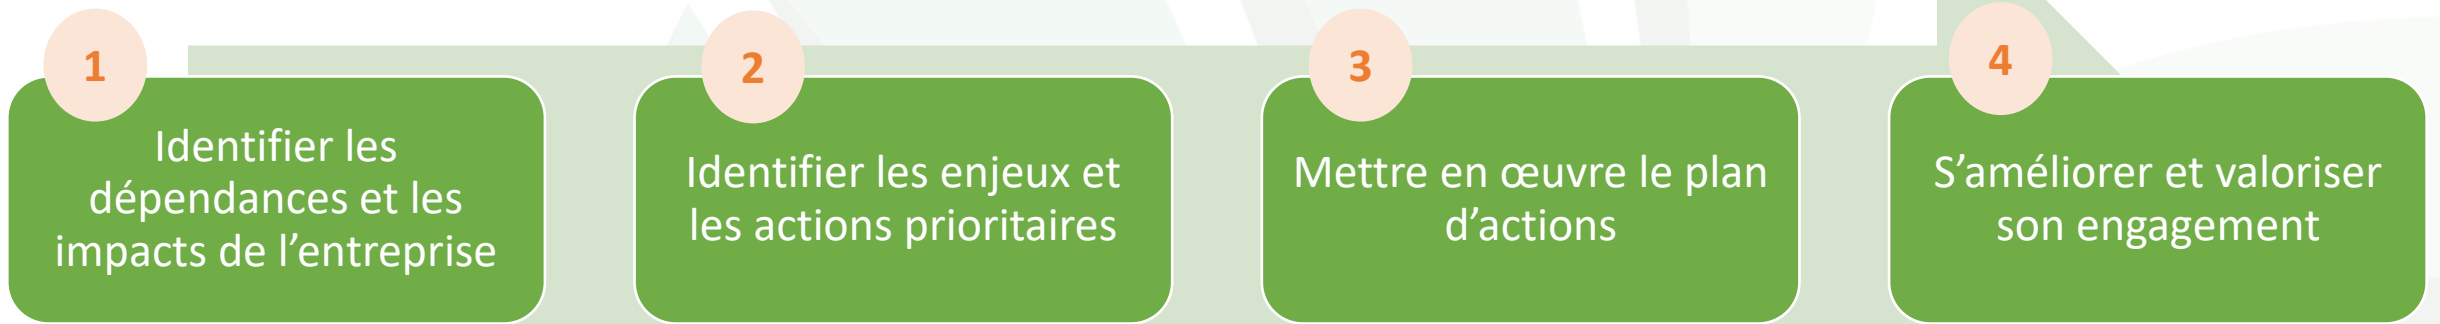 1
Identifier les
dépendances et les
impacts de l’entreprise
2
Identifier les enjeux et
les actions prioritaires
3
Mettre en œuvre le plan
d’actions
4
S’améliorer et valoriser
son engagement